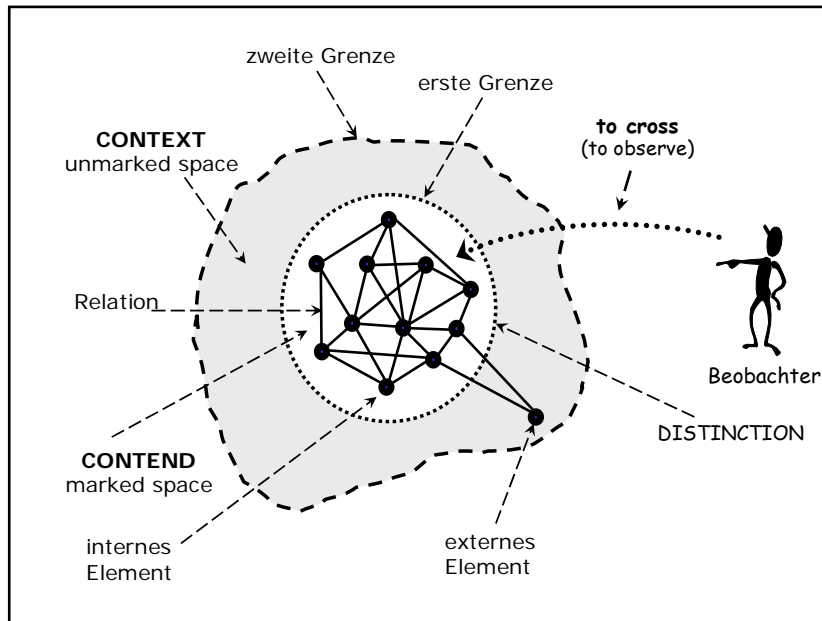 zweite Grenze
erste Grenze
to cross
(to observe)
CONTEXT
unmarked space
Relation
Beobachter
DISTINCTION
CONTEND
marked space
internes
Element
externes
Element